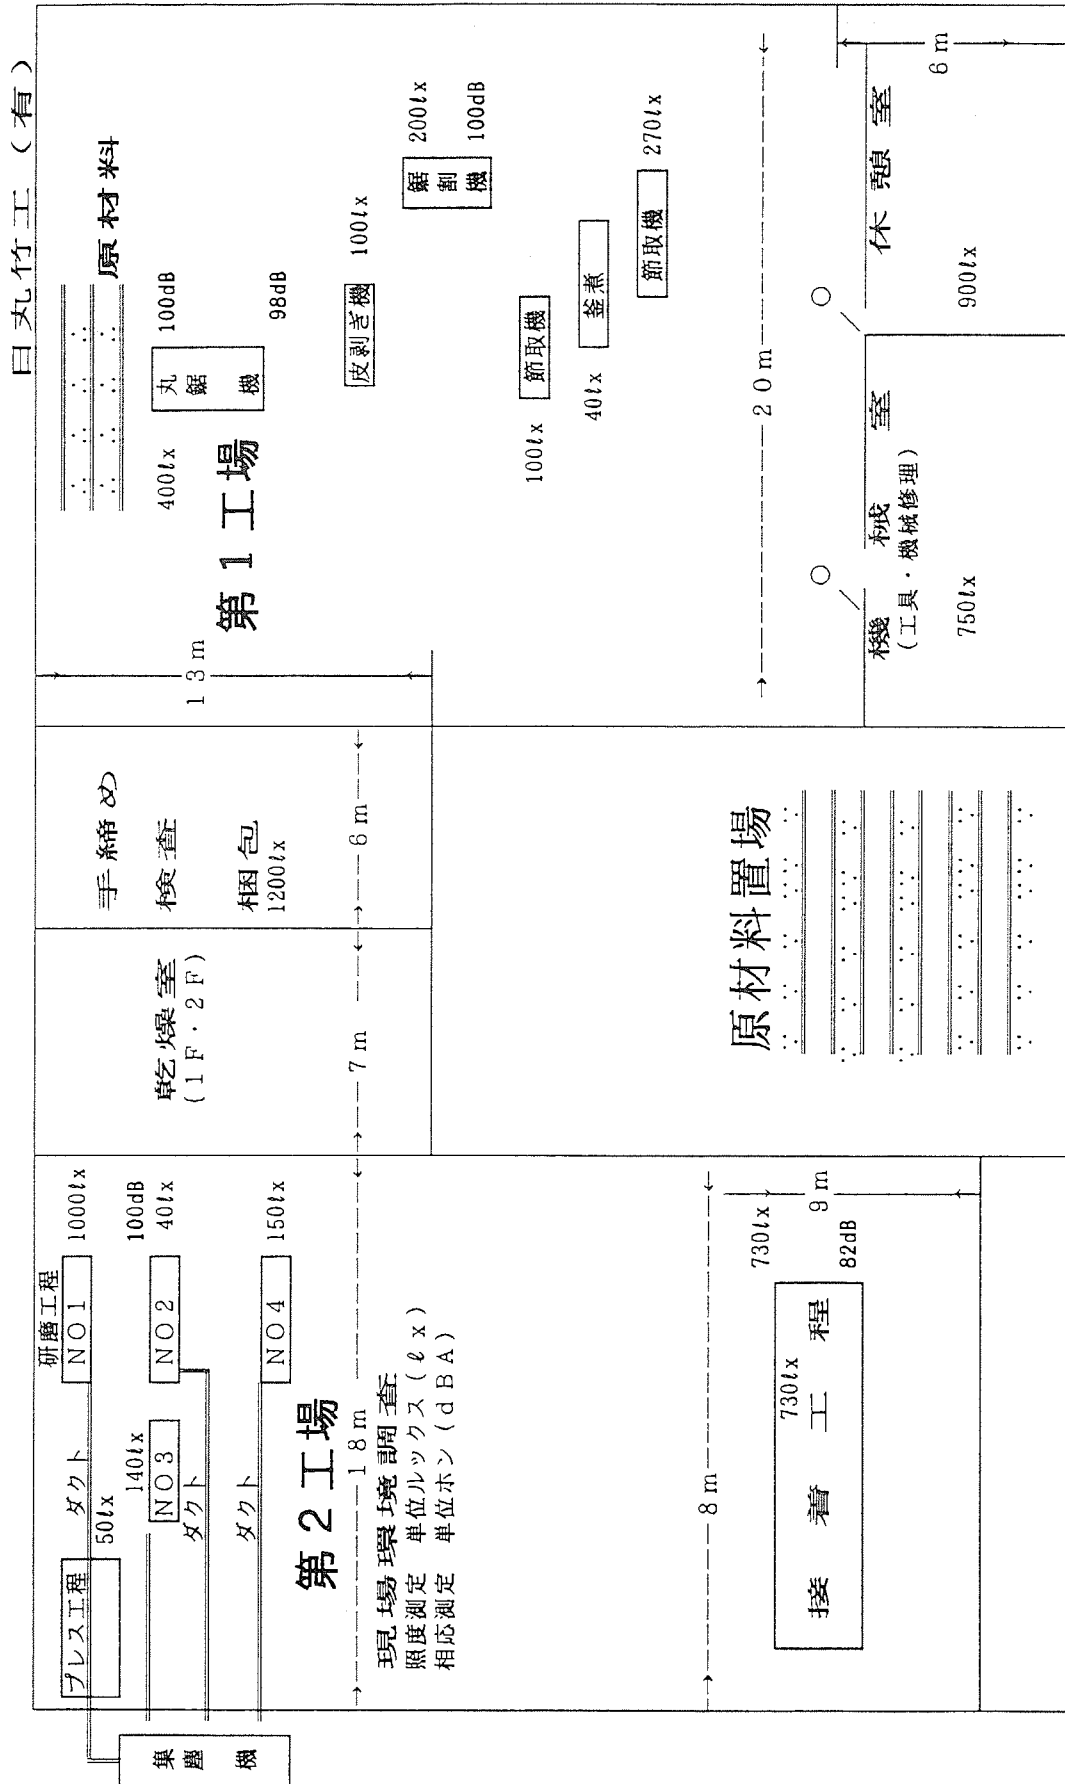 日丸竹工（有）
研磨工程
NO1
1000ℓx
100dB
NO2
40ℓx
NO4
150ℓx
140ℓx
NO3
プレス工程
50ℓx
ダクト
ダクト
ダクト
集塵機
第2工場
18m
現場環境調査
照度測定 単位ルックス（ℓx）
相応測定 単位ホン（dBA）
8m
9m
730ℓx
82dB
730ℓx
接着工程
乾燥室
(1F・2F)
7m
手締め
検査
梱包
1200ℓx
6m
原材料置場
原材料
丸鋸機
100dB
98dB
400ℓx
第1工場
13m
皮剥ぎ機
100ℓx
鋸割機
200ℓx
100dB
節取機
100ℓx
釜煮
40ℓx
節取機
270ℓx
20m
機械室
(工具・機械修理)
750ℓx
休憩室
900ℓx
6m